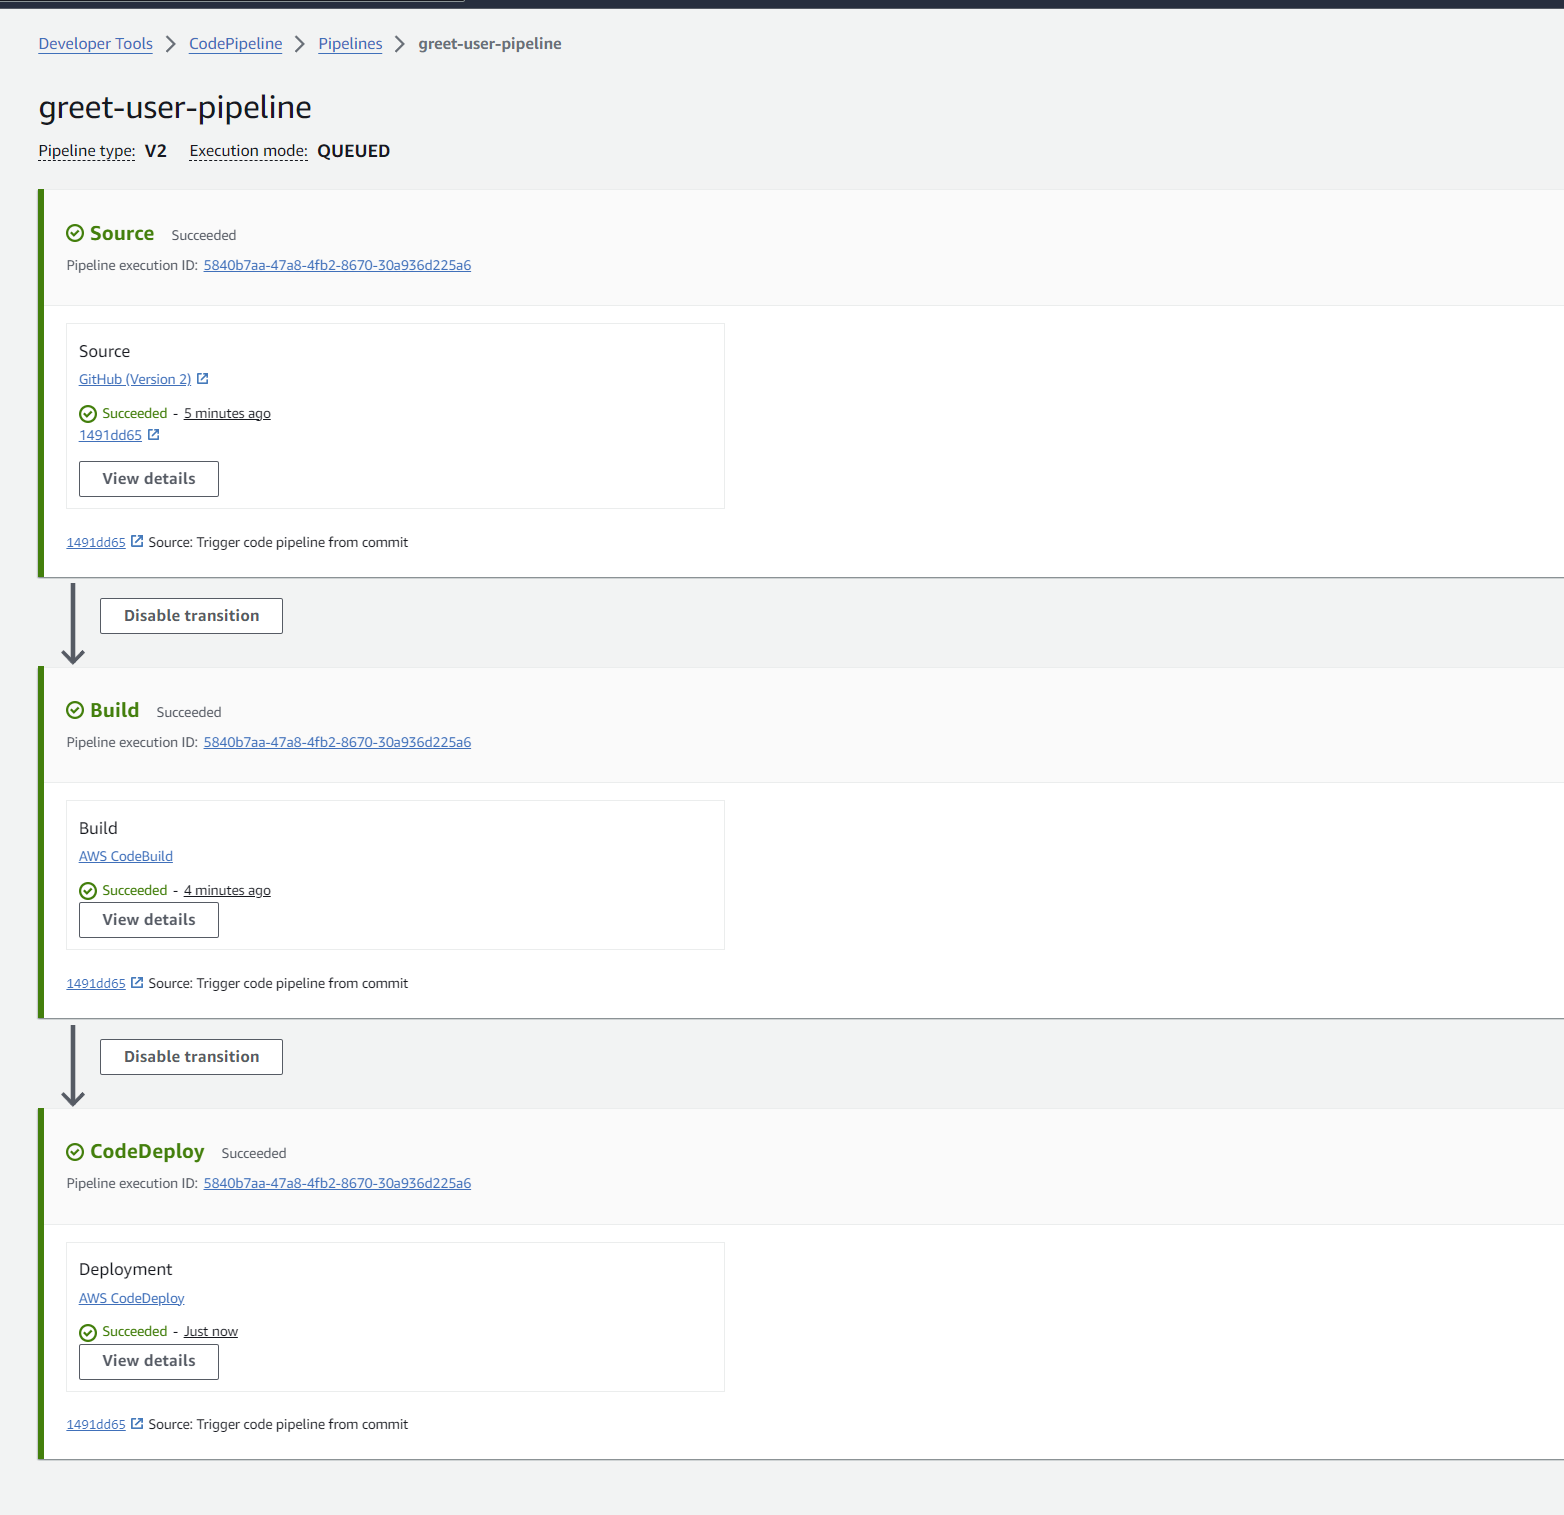 Developer Tools > CodePipeline > Pipelines > greet-user-pipeline
greet-user-pipeline
Pipeline type: V2 Execution mode: QUEUED
Source Succeeded
Pipeline execution ID: 5840b7aa-47a8-4fb2-8670-30a936d225a6
Source
GitHub (Version 2)
Succeeded - 5 minutes ago
1491dd65
View details
1491dd65 Source: Trigger code pipeline from commit
Disable transition
Build Succeeded
Pipeline execution ID: 5840b7aa-47a8-4fb2-8670-30a936d225a6
Build
AWS CodeBuild
Succeeded - 4 minutes ago
View details
1491dd65 Source: Trigger code pipeline from commit
Disable transition
CodeDeploy Succeeded
Pipeline execution ID: 5840b7aa-47a8-4fb2-8670-30a936d225a6
Deployment
AWS CodeDeploy
Succeeded - Just now
View details
1491dd65 Source: Trigger code pipeline from commit